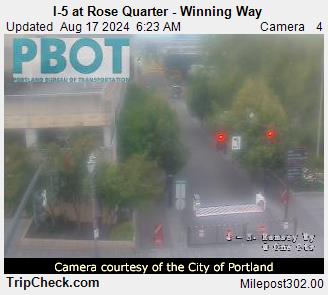 I-5 at Rose Quarter - Winning Way
Updated Aug 17 2024 6:23 AM Camera 4
PBOT
PORTLAND BUREAU OF TRANSPORTATION
Camera courtesy of the City of Portland
TripCheck.com Milepost302.00